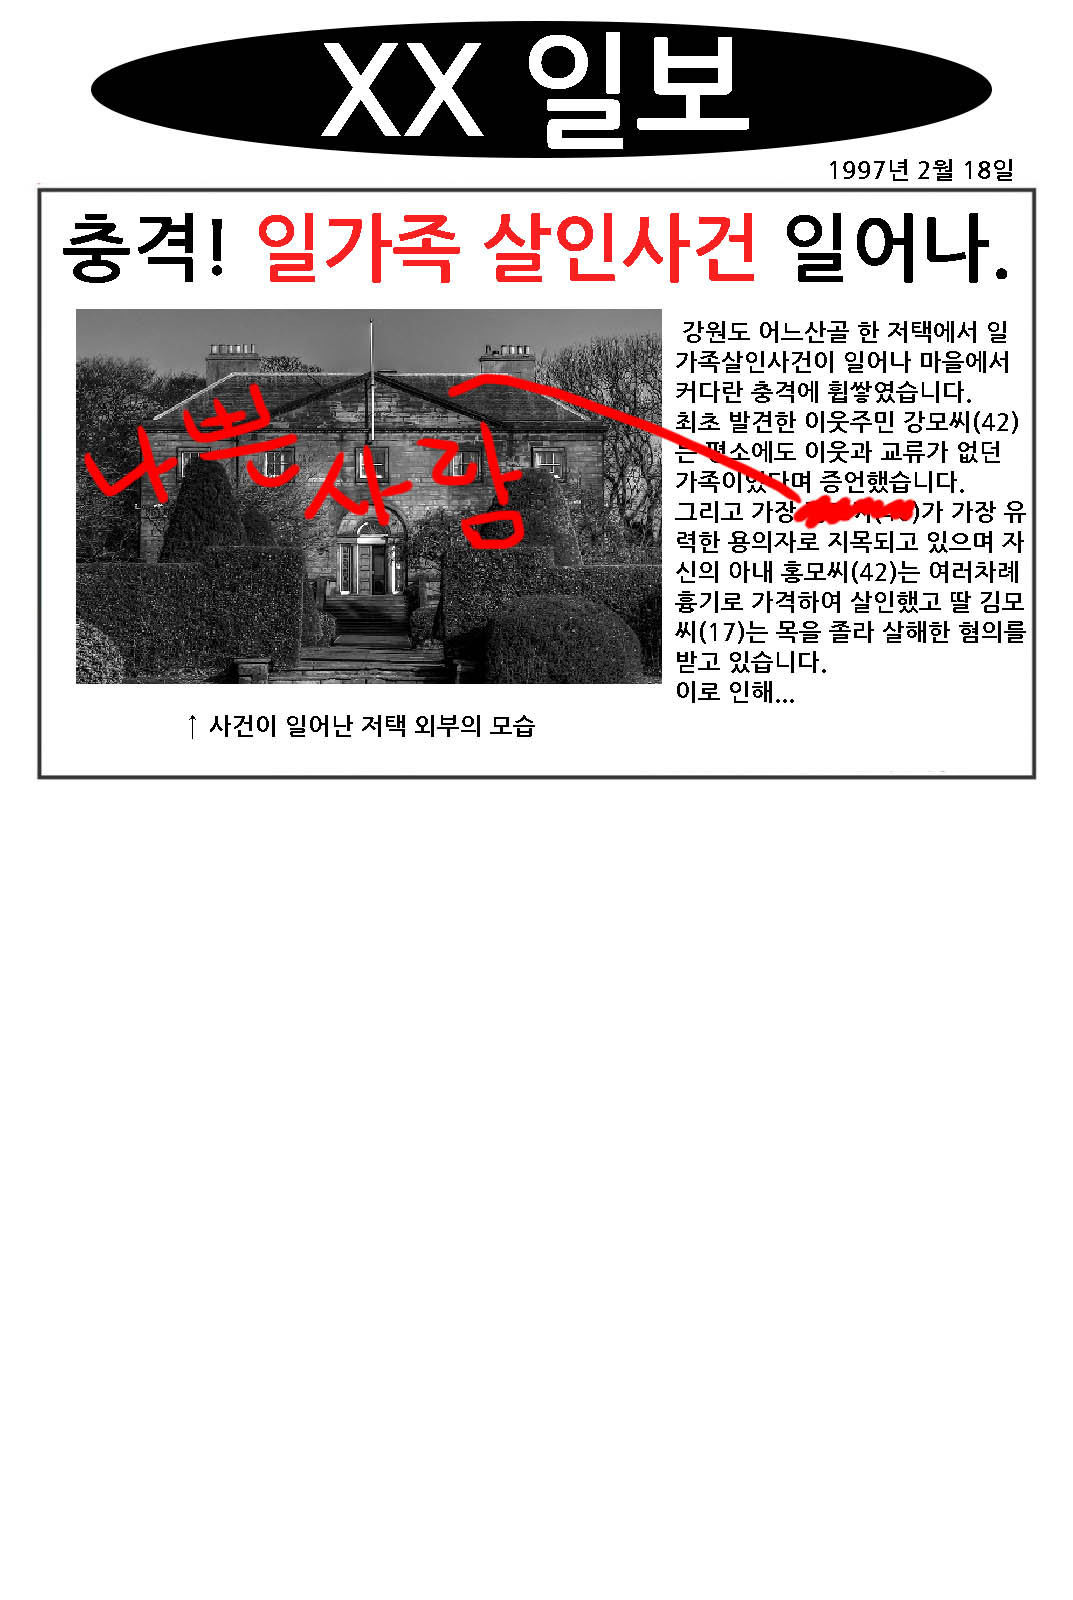 XX 일보
1997년 2월 18일
충격! 일가족 살인사건 일어나.
강원도 어느산골 한 저택에서 일
가족살인사건이 일어나 마을에서
커다란 충격에 휩쌓였습니다.
최초 발견한 이웃주민 강모씨(42)
는 평소에도 이웃과 교류가 없던
가족이었다며 증언했습니다.
그리고 가장 가 가장 유
력한 용의자로 지목되고 있으며 자
신의 아내 홍모씨(42)는 여러차례
흉기로 가격하여 살인했고 딸 김모
씨(17)는 목을 졸라 살해한 혐의를
받고 있습니다.
이로 인해...
나쁜사람
↑ 사건이 일어난 저택 외부의 모습